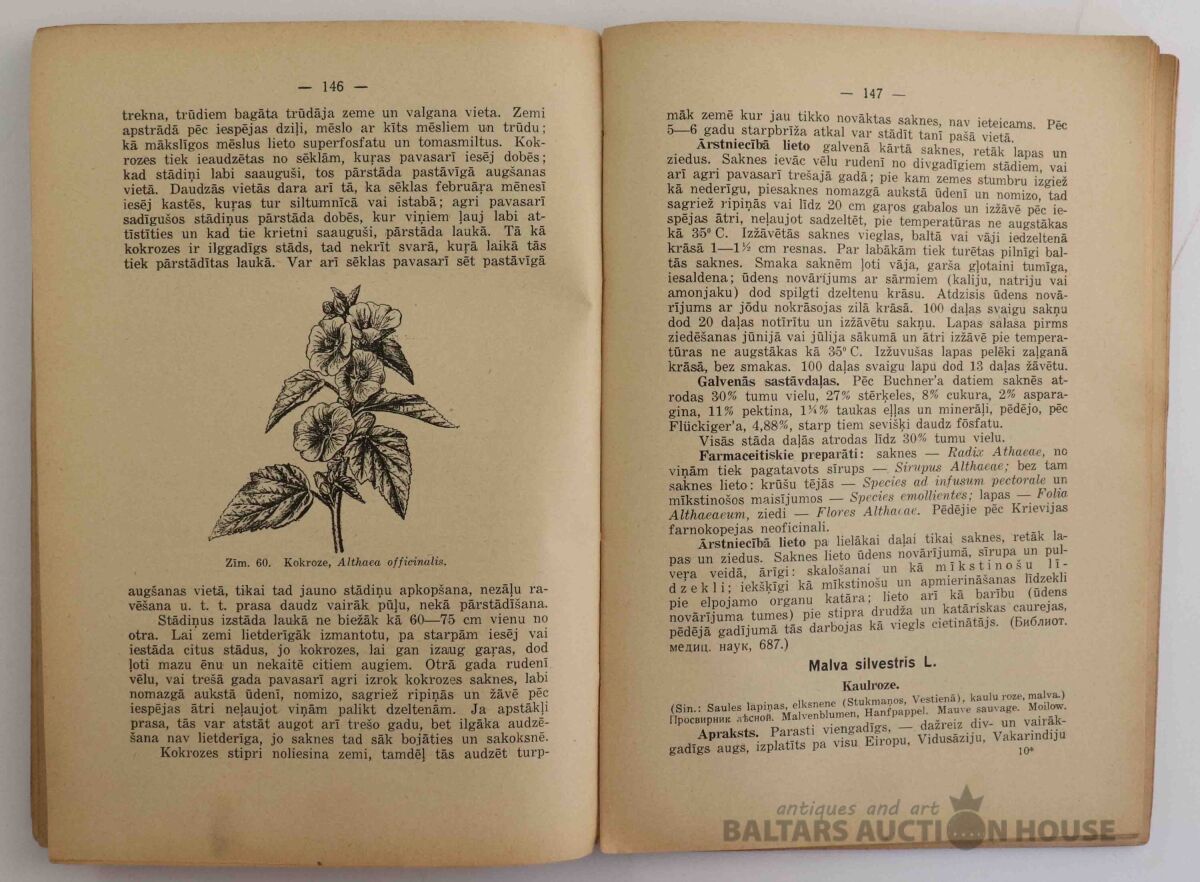 — 146 —
trekna, trūdiem bagāta trūdāja zeme un valgana vieta. Zemi
apstrādā pēc iespējas dziļi, mēslo ar kīts mēsliem un trūdu;
kā mākslīgos mēslus lieto superfosfatu un tomasmiltus. Kok-
rozes tiek ieaudzētas no sēklām, kuŗas pavasarī iesēj dobēs;
kad stādiņi labi saauguši, tos pārstāda pastāvīgā augšanas
vietā. Daudzās vietās dara arī tā, ka sēklas februāŗa mēnesī
iesēj kastēs, kuŗas tur siltumnīcā vai istabā; agri pavasarī
sadīgušos stādiņus pārstāda dobēs, kur viņiem ļauj labi at-
tīstīties un kad tie krietni saauguši, pārstāda laukā. Tā kā
kokrozes ir ilggadīgs stāds, tad nekrīt svarā, kuŗā laikā tās
tiek pārstādītas laukā. Var arī sēklas pavasarī sēt pastāvīgā
Zīm. 60. Kokroze, Althaea officinalis.
augšanas vietā, tikai tad jauno stādiņu apkopšana, nezāļu ra-
vēšana u. t. t. prasa daudz vairāk pūļu, nekā pārstādīšana.
Stādiņus izstāda laukā ne biežāk kā 60—75 cm vienu no
otra. Lai zemi lietderīgāk izmantotu, pa starpām iesēj vai
iestāda citus stādus, jo kokrozes, lai gan izaug gaŗas, dod
ļoti mazu ēnu un nekaitē citiem augiem. Otrā gada rudenī
vēlu, vai trešā gada pavasarī agri izrok kokrozes saknes, labi
nomazgā aukstā ūdenī, nomizo, sagriež ripiņās un žāvē pēc
iespējas ātri neļaujot viņām palikt dzeltenām. Ja apstākļi
prasa, tās var atstāt augot arī trešo gadu, bet ilgāka audzē-
šana nav lietderīga, jo saknes tad sāk bojāties un sakoksnē.
Kokrozes stipri noliesina zemi, tamdēļ tās audzēt turp-
— 147 —
māk zemē kur jau tikko novāktas saknes, nav ieteicams. Pēc
5—6 gadu starpbrīža atkal var stādīt tanī pašā vietā.
Ārstniecībā lieto galvenā kārtā saknes, retāk lapas un
ziedus. Saknes ievāc vēlu rudenī no divgadīgiem stādiem, vai
arī agri pavasarī trešajā gadā; pie kam zemes stumbru izgriež
kā nederīgu, piesaknes nomazgā aukstā ūdenī un nomizo, tad
sagriež ripiņās vai līdz 20 cm gaŗos gabalos un izžāvē pēc ie-
spējas ātri, neļaujot sadzeltēt, pie temperatūras ne augstākas
kā 35° C. Izžāvētās saknes vieglas, baltā vai vāji iedzeltenā
krāsā 1—1½ cm resnas. Par labākām tiek turētas pilnīgi bal-
tās saknes. Smaka saknēm ļoti vāja, garša gļotaini tumīga,
iesaldena; ūdens novārījums ar sārmiem (kaliju, natriju vai
amonjaku) dod spilgti dzeltenu krāsu. Atdzisis ūdens novā-
rījums ar jōdu nokrāsojas zilā krāsā. 100 daļas svaigu sakņu
dod 20 daļas notīrītu un izžāvētu sakņu. Lapas salasa pirms
ziedēšanas jūnijā vai jūlija sākumā un ātri izžāvē pie tempera-
tūras ne augstākas kā 35° C. Izžuvušas lapas pelēki zaļganā
krāsā, bez smakas. 100 daļas svaigu lapu dod 13 daļas žāvētu.
Galvenās sastāvdaļas. Pēc Buchner'a datiem saknēs at-
rodas 30% tumu vielu, 27% stērķeles, 8% cukura, 2% aspara-
gina, 11% pektina, 1¼% taukas eļļas un minerāļi, pēdējo, pēc
Flückiger'a, 4,88%, starp tiem sevišķi daudz fōsfatu.
Visās stāda daļās atrodas līdz 30% tumu vielu.
Farmaceitiskie preparāti: saknes — Radix Athaeae, no
viņām tiek pagatavots sīrups — Sirupus Althaeae; bez tam
saknes lieto: krūšu tējās — Species ad infusum pectorale un
mīkstinošos maisījumos — Species emollientes; lapas — Folia
Althaeaeum, ziedi — Flores Althaeae. Pēdējie pēc Krievijas
farnokopejas neoficinali.
Ārstniecībā lieto pa lielākai daļai tikai saknes, retāk la-
pas un ziedus. Saknes lieto ūdens novārījumā, sīrupa un pul-
veŗa veidā, ārīgi: skalošanai un kā mīkstinošu lī-
dzekli; iekšķīgi kā mīkstinošu un apmierināšanas līdzekli
pie elpojamo organu katāra; lieto arī kā barību (ūdens
novārījuma tumes) pie stipra drudža un katāriskas caurejas,
pēdējā gadījumā tās darbojas kā viegls cietinātājs. (Библиот.
медиц. наук, 687.)
Malva silvestris L.
Kaulroze.
(Sin.: Saules lapiņas, elksnene (Stukmaņos, Vestienā), kaulu roze, malva.)
Просвирник лѣсной. Malvenblumen, Hanfpappel. Mauve sauvage. Moilow.
Apraksts. Parasti viengadīgs, — dažreiz div- un vairāk-
gadīgs augs, izplatīts pa visu Eiropu, Vidusāziju, Vakarindiju
10*
antiques and art
BALTARS AUCTION HOUSE